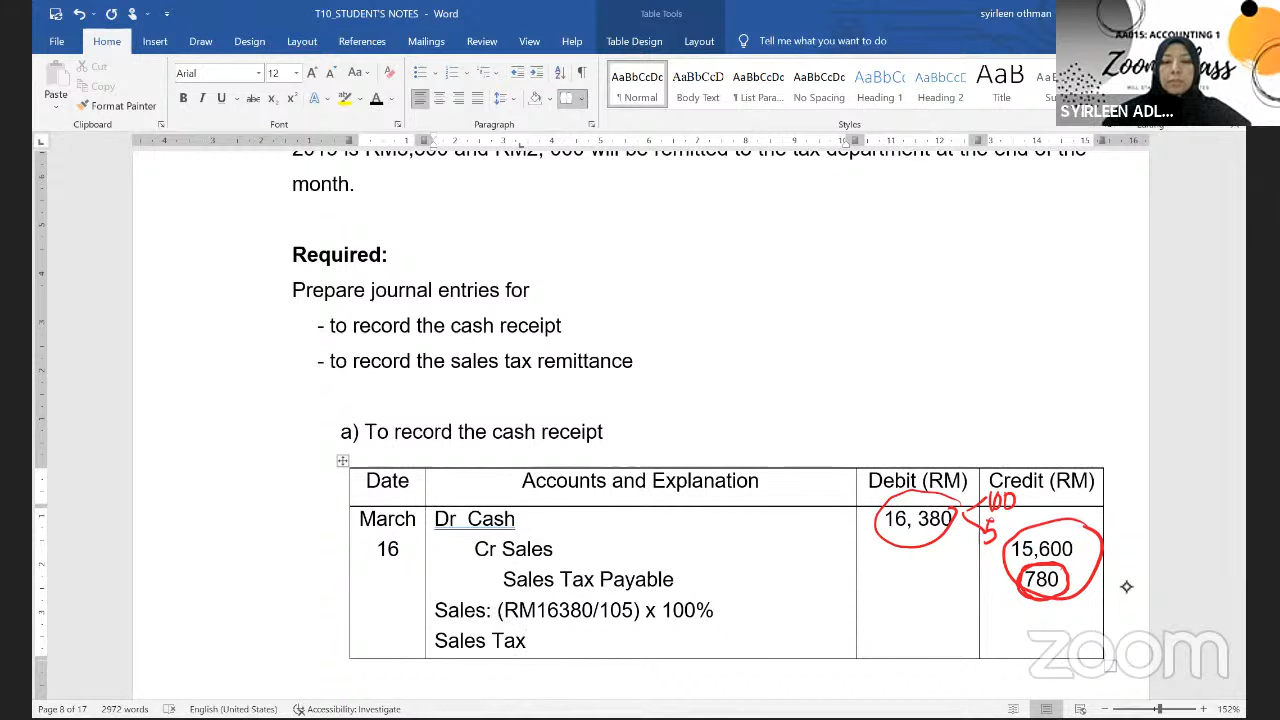 T10_STUDENT'S NOTES - Word
Table Tools
syirleen othman
File Home Insert Draw Design Layout References Mailings Review View Help Table Design Layout Tell me what you want to do
AA015: ACCOUNTING 1
Zoom Class
SYIRLEEN ADL...
Paste
Cut
Copy
Format Painter
Clipboard
Arial 12
Font
Paragraph
AaBbCcDc AaBbCcD AaBbCcDc AaBbCcDc AaBbCc AaBbCcDc AaB
Normal Body Text List Para... No Spacing Heading 1 Heading 2 Title
Styles
month.
Required:
Prepare journal entries for
- to record the cash receipt
- to record the sales tax remittance
a) To record the cash receipt
Date Accounts and Explanation Debit (RM) Credit (RM)
March Dr Cash 16, 380 100
5
16 Cr Sales 15,600
Sales Tax Payable 780
Sales: (RM16380/105) x 100%
Sales Tax
zoom
Page 8 of 17 2972 words English (United States) Accessibility: Investigate 152%